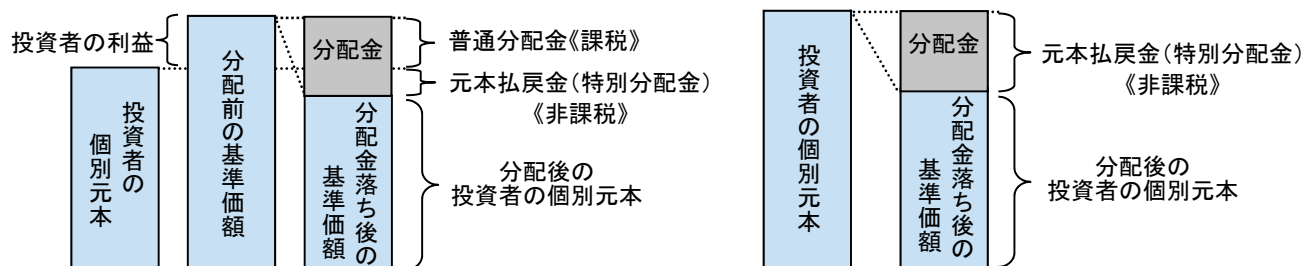 投資者の利益
投資者の
個別元本
分配前の基準価額
分配金
分配金落ち後の
基準価額
普通分配金《課税》
元本払戻金(特別分配金)
《非課税》
分配後の
投資者の個別元本
投資者の個別元本
分配金
分配金落ち後の
基準価額
元本払戻金(特別分配金)
《非課税》
分配後の
投資者の個別元本